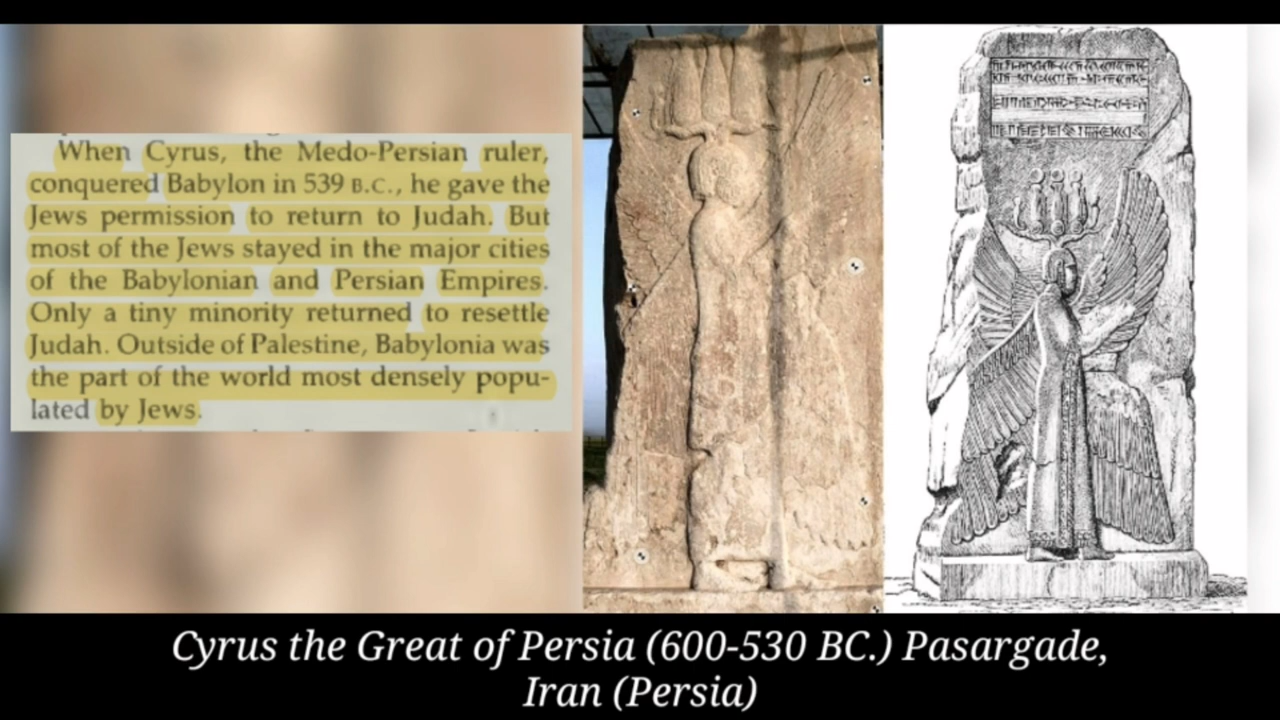 When Cyrus, the Medo-Persian ruler,
conquered Babylon in 539 B.C., he gave the
Jews permission to return to Judah. But
most of the Jews stayed in the major cities
of the Babylonian and Persian Empires.
Only a tiny minority returned to resettle
Judah. Outside of Palestine, Babylonia was
the part of the world most densely popu-
lated by Jews.
Cyrus the Great of Persia (600-530 BC.) Pasargade,
Iran (Persia)